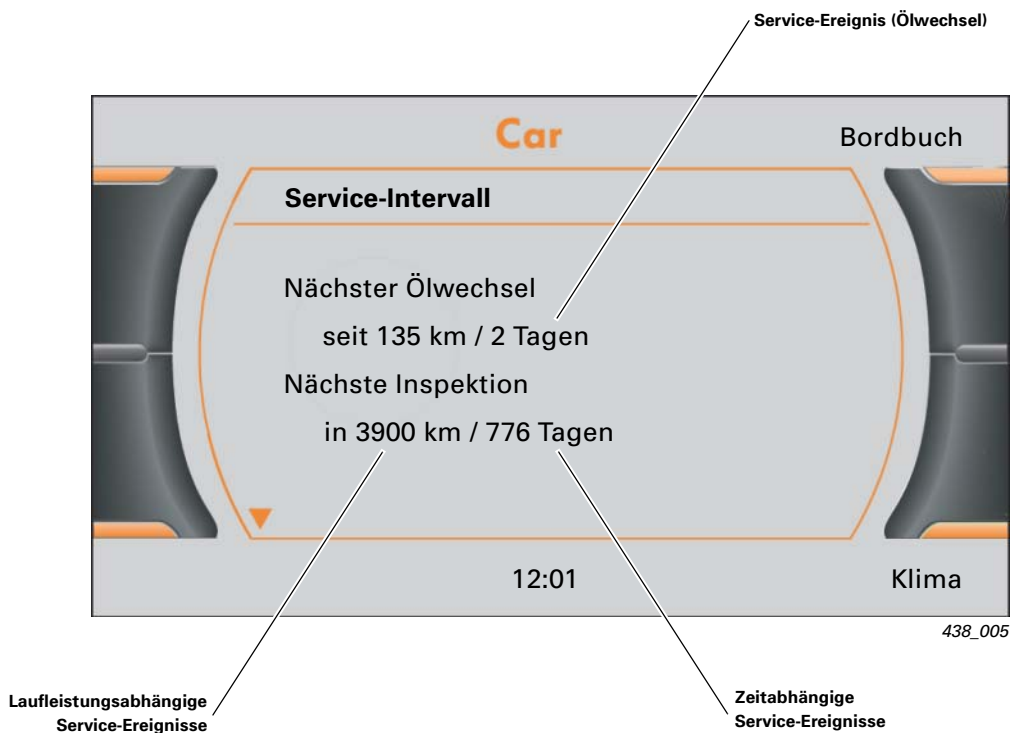 Service-Ereignis (Ölwechsel)
Car
Bordbuch
Service-Intervall
Nächster Ölwechsel
seit 135 km / 2 Tagen
Nächste Inspektion
in 3900 km / 776 Tagen
12:01
Klima
438_005
Laufleistungsabhängige
Service-Ereignisse
Zeitabhängige
Service-Ereignisse